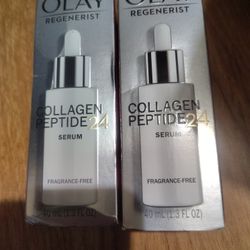 OLAY
REGENERIST
COLLAGEN
PEPTIDE24
SERUM
FRAGRANCE-FREE
40 mL (1.3 FL OZ)
OLAY
REGENERIST
COLLAGEN
PEPTIDE24
SERUM
FRAGRANCE-FREE
40 mL (1.3 FL OZ)